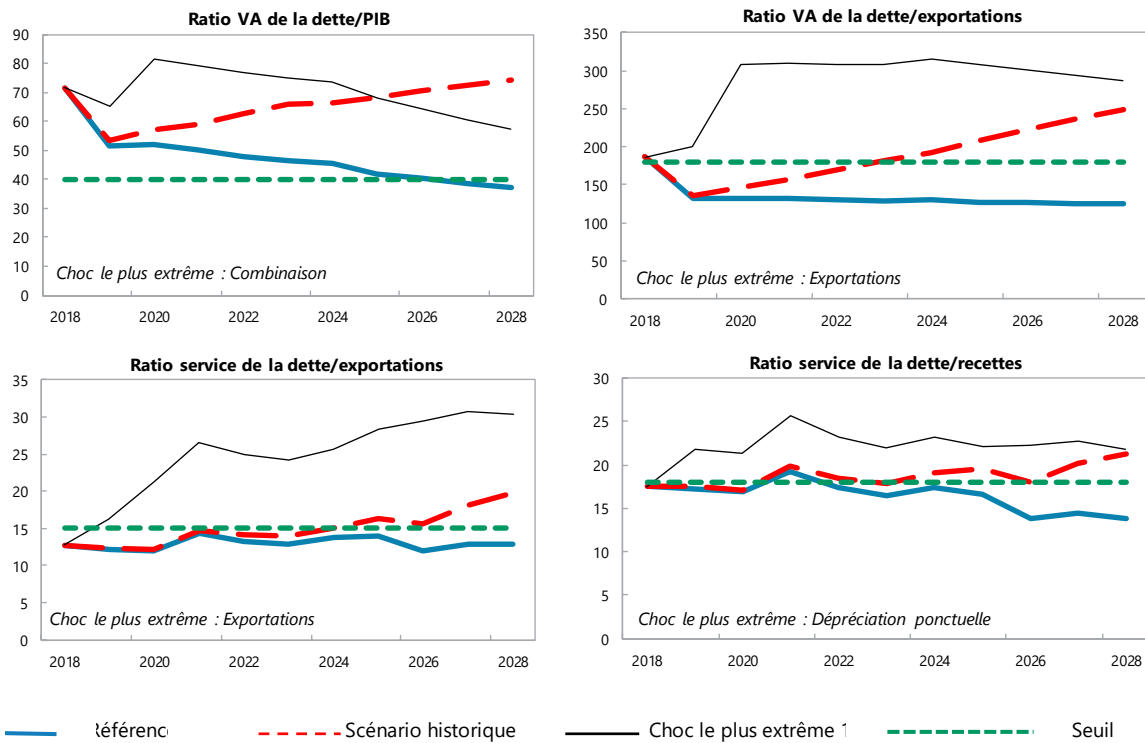 Ratio VA de la dette/PIB
90
80
70
60
50
40
30
20
10
0
Choc le plus extrême : Combinaison
2018 2020 2022 2024 2026 2028
Ratio VA de la dette/exportations
350
300
250
200
150
100
50
0
Choc le plus extrême : Exportations
2018 2020 2022 2024 2026 2028
Ratio service de la dette/exportations
35
30
25
20
15
10
5
0
Choc le plus extrême : Exportations
2018 2020 2022 2024 2026 2028
Ratio service de la dette/recettes
30
25
20
15
10
5
0
Choc le plus extrême : Dépréciation ponctuelle
2018 2020 2022 2024 2026 2028
Scénario historique Choc le plus extrême 1 Seuil